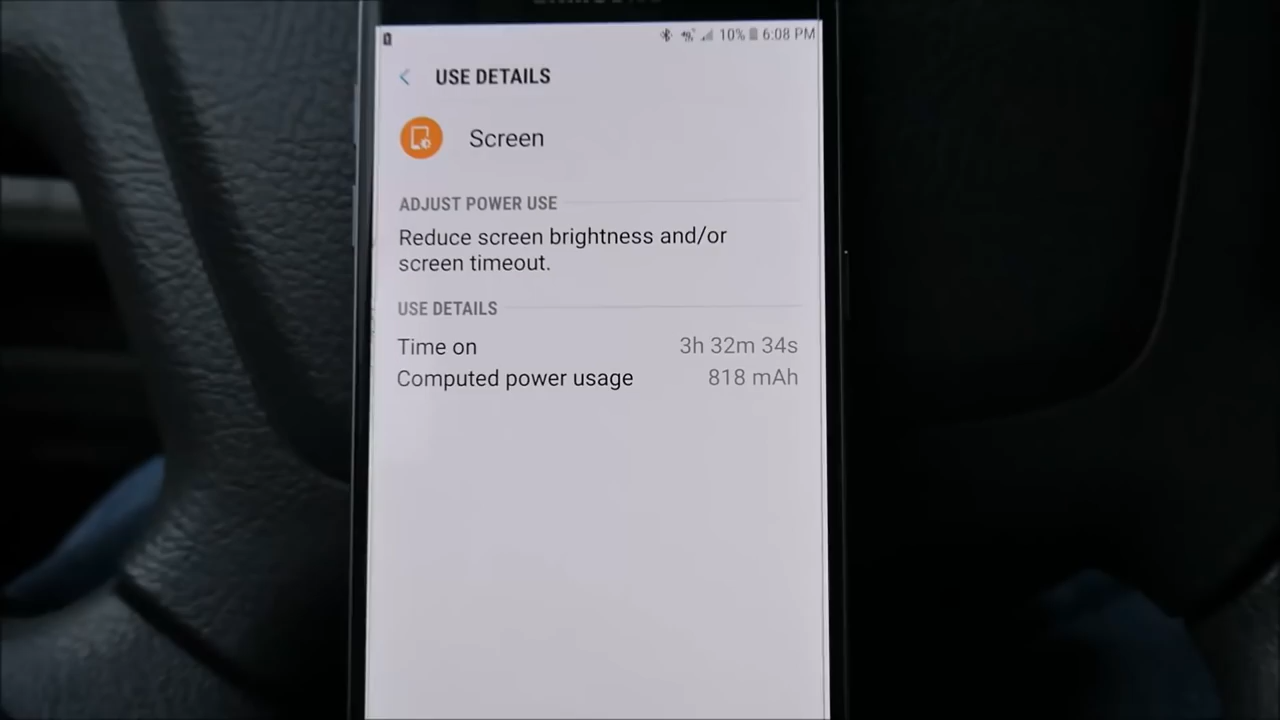 10% 6:08 PM
USE DETAILS
Screen
ADJUST POWER USE
Reduce screen brightness and/or
screen timeout.
USE DETAILS
Time on 3h 32m 34s
Computed power usage 818 mAh